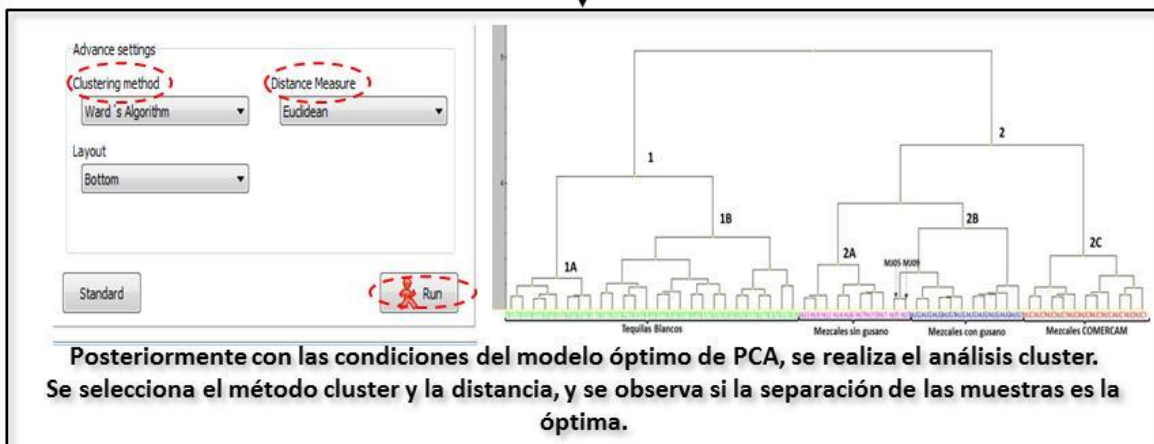 Advance settings
Clustering method
Distance Measure
Ward´s Algorithm
Euclidean
Layout
Bottom
Standard
Run
1
2
1A
1B
2A
2B
2C
MJ05 MJ09
Tequilas Blancos
Mezcales sin gusano
Mezcales con gusano
Mezcales COMERCAM
Posteriormente con las condiciones del modelo óptimo de PCA, se realiza el análisis cluster.
Se selecciona el método cluster y la distancia, y se observa si la separación de las muestras es la
óptima.